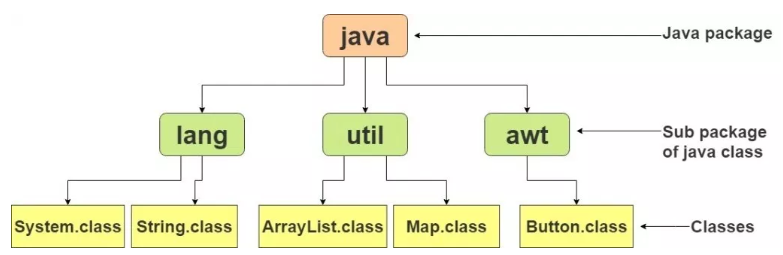 java
Java package
lang
util
awt
Sub package
of java class
System.class
String.class
ArrayList.class
Map.class
Button.class
Classes